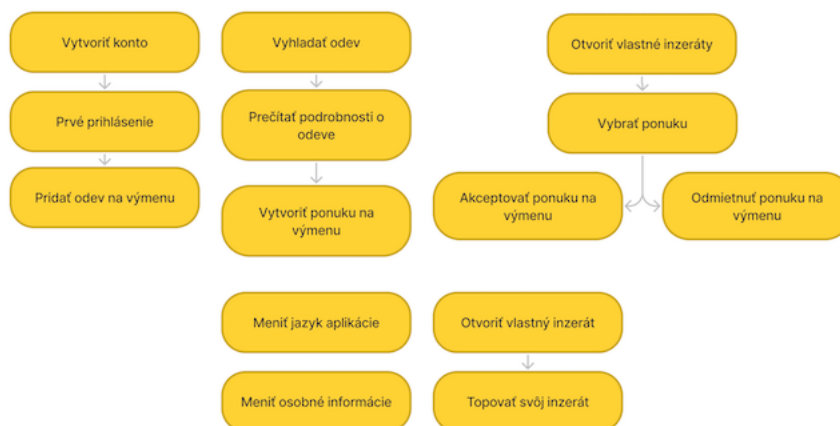 Vytvoriť konto
Vyhladať odev
Otvoriť vlastné inzeráty
Prvé prihlásenie
Prečítať podrobnosti o
odeve
Vybrať ponuku
Pridať odev na výmenu
Vytvoriť ponuku na
výmenu
Akceptovať ponuku na
výmenu
Odmietnuť ponuku na
výmenu
Meniť jazyk aplikácie
Otvoriť vlastný inzerát
Meniť osobné informácie
Topovať svôj inzerát